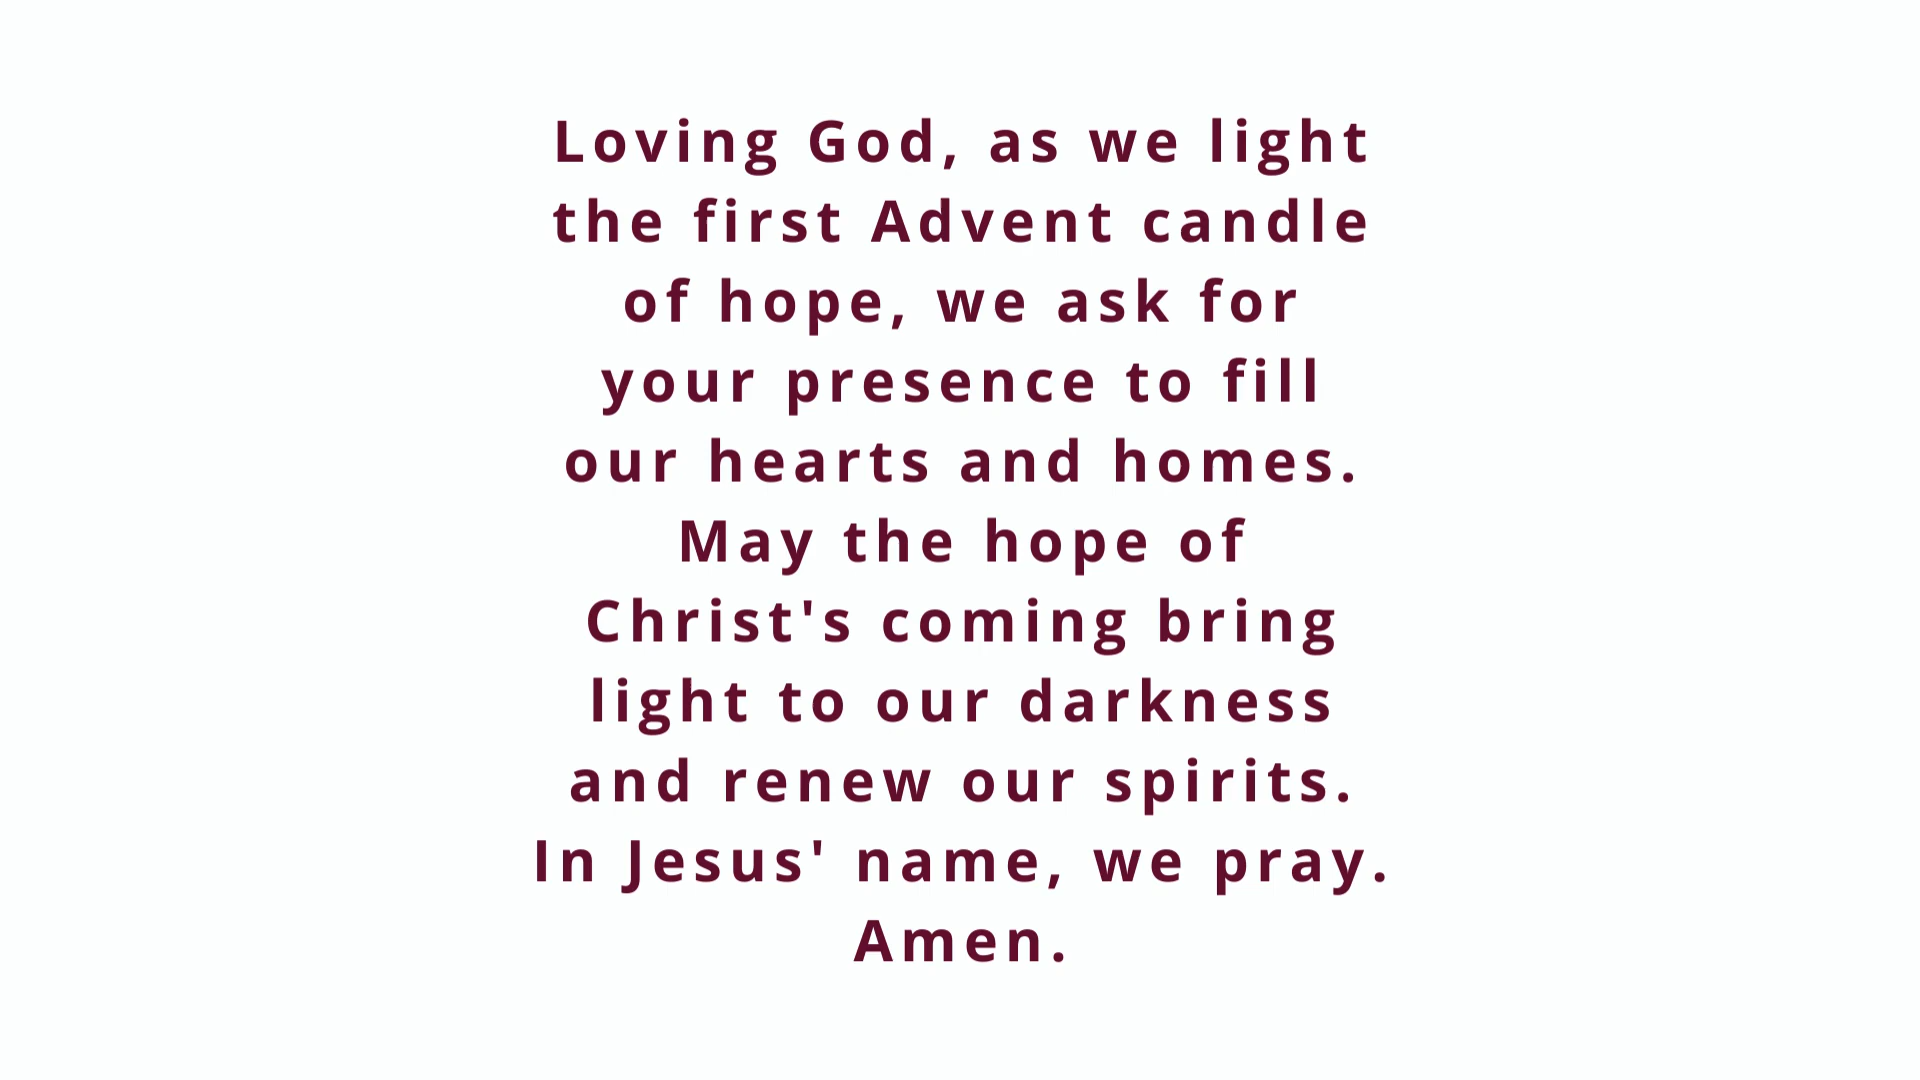 Loving God, as we light
the first Advent candle
of hope, we ask for
your presence to fill
our hearts and homes.
May the hope of
Christ's coming bring
light to our darkness
and renew our spirits.
In Jesus' name, we pray.
Amen.